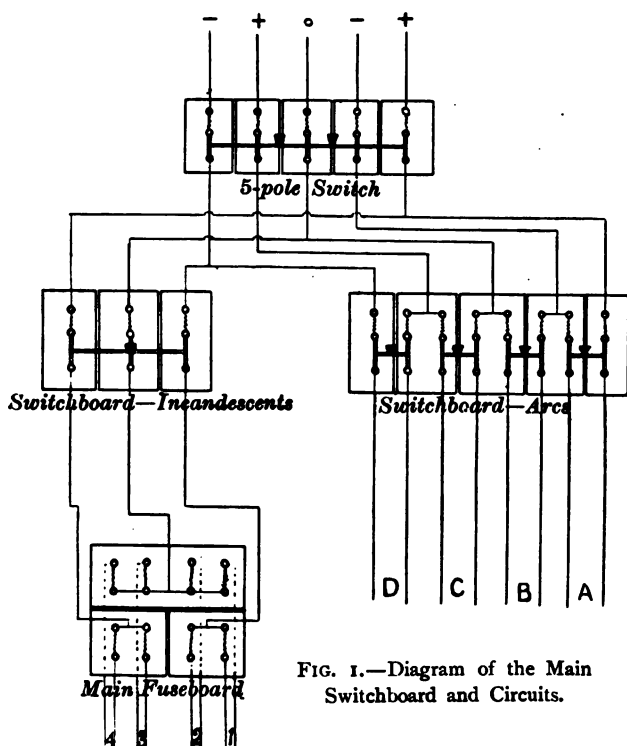 − + o − +
5-pole Switch
Switchboard—Incandescents
Switchboard—Arcs
D C B A
Main Fuseboard
4 3 2 1
FIG. 1.—Diagram of the Main
Switchboard and Circuits.